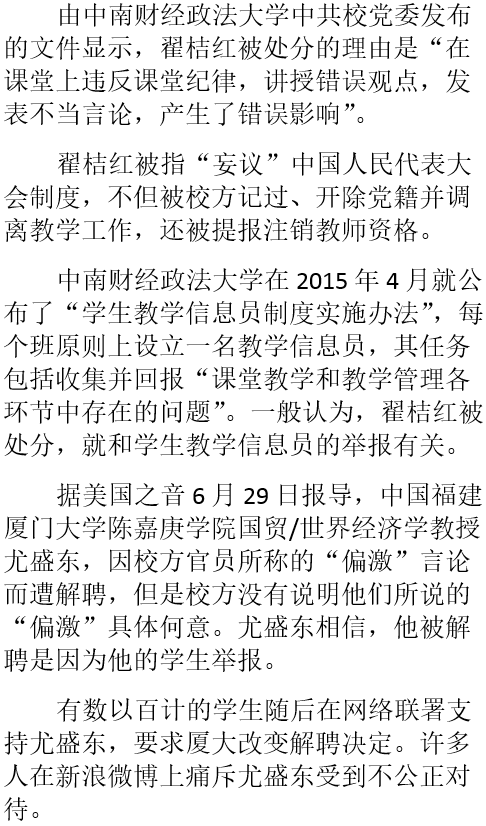 由中南财经政法大学中共校党委发布
的文件显示，翟桔红被处分的理由是“在
课堂上违反课堂纪律，讲授错误观点，发
表不当言论，产生了错误影响”。
翟桔红被指“妄议”中国人民代表大
会制度，不但被校方记过、开除党籍并调
离教学工作，还被提报注销教师资格。
中南财经政法大学在 2015 年 4 月就公
布了“学生教学信息员制度实施办法”，每
个班原则上设立一名教学信息员，其任务
包括收集并回报“课堂教学和教学管理各
环节中存在的问题”。一般认为，翟桔红被
处分，就和学生教学信息员的举报有关。
据美国之音 6 月 29 日报导，中国福建
厦门大学陈嘉庚学院国贸/世界经济学教授
尤盛东，因校方官员所称的“偏激”言论
而遭解聘，但是校方没有说明他们所说的
“偏激”具体何意。尤盛东相信，他被解
聘是因为他的学生举报。
有数以百计的学生随后在网络联署支
持尤盛东，要求厦大改变解聘决定。许多
人在新浪微博上痛斥尤盛东受到不公正对
待。